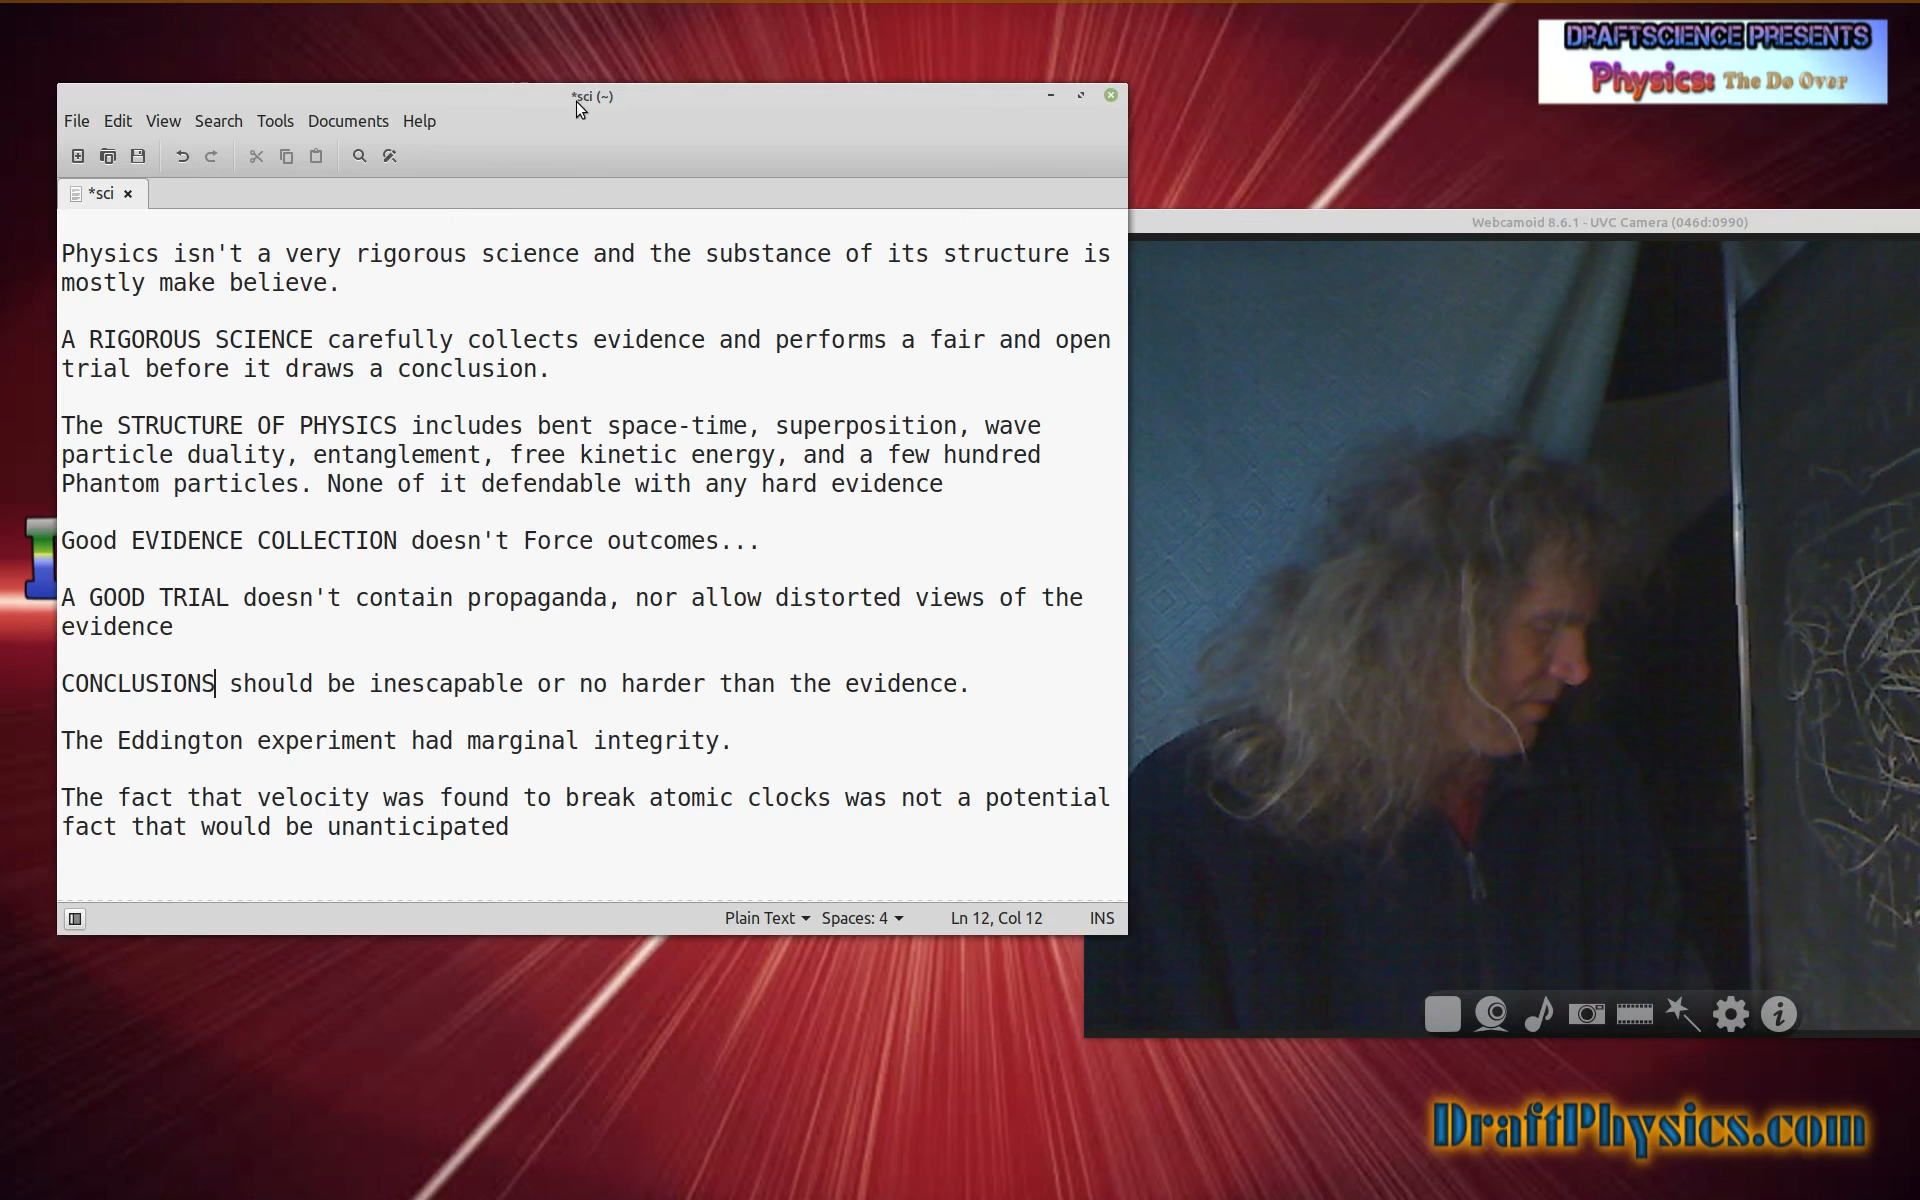 DRAFTSCIENCE PRESENTS
Physics: The Do Over
*sci (~)
File Edit View Search Tools Documents Help
*sci
Webcamoid 8.6.1 - UVC Camera (046d:0990)
Physics isn't a very rigorous science and the substance of its structure is
mostly make believe.
A RIGOROUS SCIENCE carefully collects evidence and performs a fair and open
trial before it draws a conclusion.
The STRUCTURE OF PHYSICS includes bent space-time, superposition, wave
particle duality, entanglement, free kinetic energy, and a few hundred
Phantom particles. None of it defendable with any hard evidence
Good EVIDENCE COLLECTION doesn't Force outcomes...
A GOOD TRIAL doesn't contain propaganda, nor allow distorted views of the
evidence
CONCLUSIONS should be inescapable or no harder than the evidence.
The Eddington experiment had marginal integrity.
The fact that velocity was found to break atomic clocks was not a potential
fact that would be unanticipated
Plain Text Spaces: 4 Ln 12, Col 12 INS
DraftPhysics.com